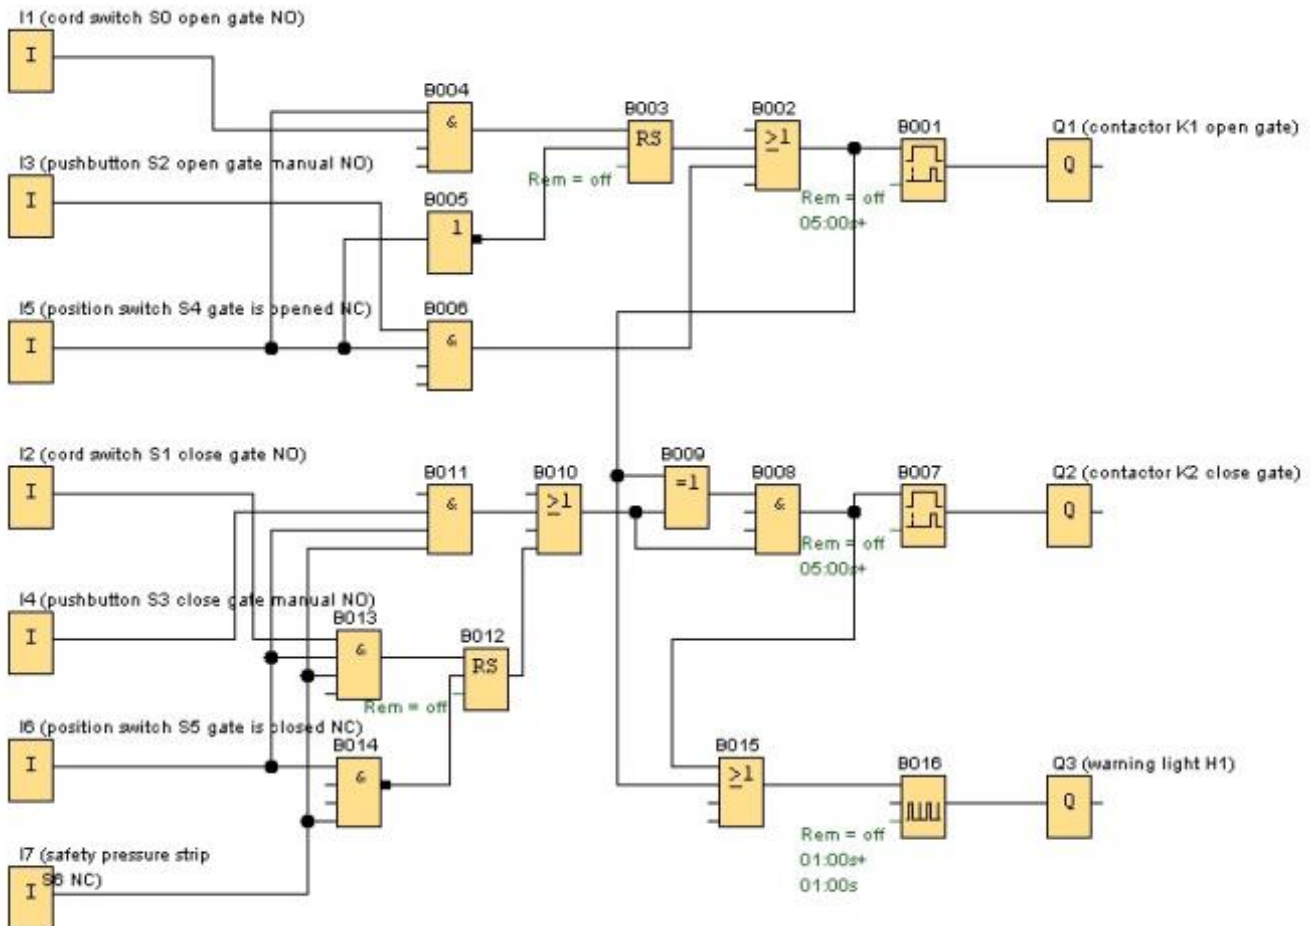 I1 (cord switch S0 open gate NO)
I
B004
&
B003
RS
Rem = off
B002
≥1
B001
Rem = off
05:00s+
Q1 (contactor K1 open gate)
Q
I3 (pushbutton S2 open gate manual NO)
I
B005
1
I5 (position switch S4 gate is opened NC)
I
B006
&
I2 (cord switch S1 close gate NO)
I
B011
&
B010
≥1
B009
=1
B008
&
B007
Rem = off
05:00s+
Q2 (contactor K2 close gate)
Q
I4 (pushbutton S3 close gate manual NO)
I
B013
&
B012
RS
Rem = off
I6 (position switch S5 gate is closed NC)
I
B014
&
B015
≥1
B016
Rem = off
01:00s+
01:00s
Q3 (warning light H1)
Q
I7 (safety pressure strip
S6 NC)
I